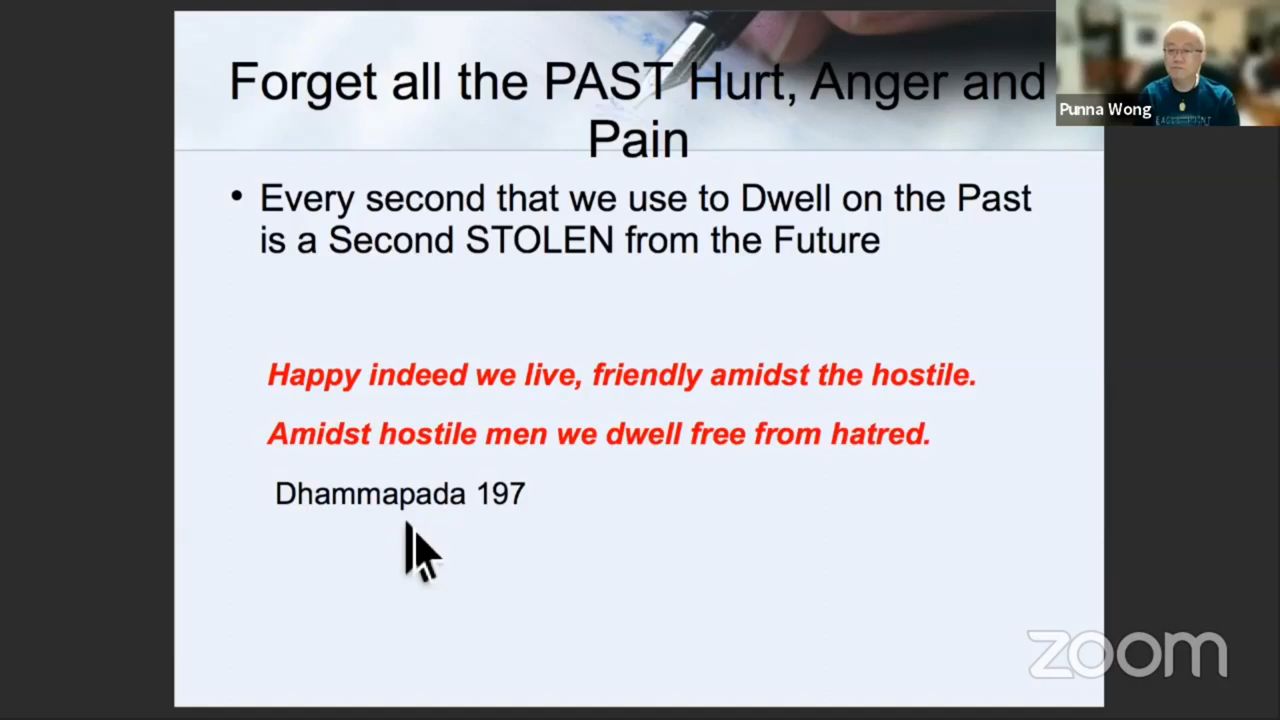 Forget all the PAST Hurt, Anger and
Pain
• Every second that we use to Dwell on the Past
is a Second STOLEN from the Future
Happy indeed we live, friendly amidst the hostile.
Amidst hostile men we dwell free from hatred.
Dhammapada 197
Punna Wong
zoom